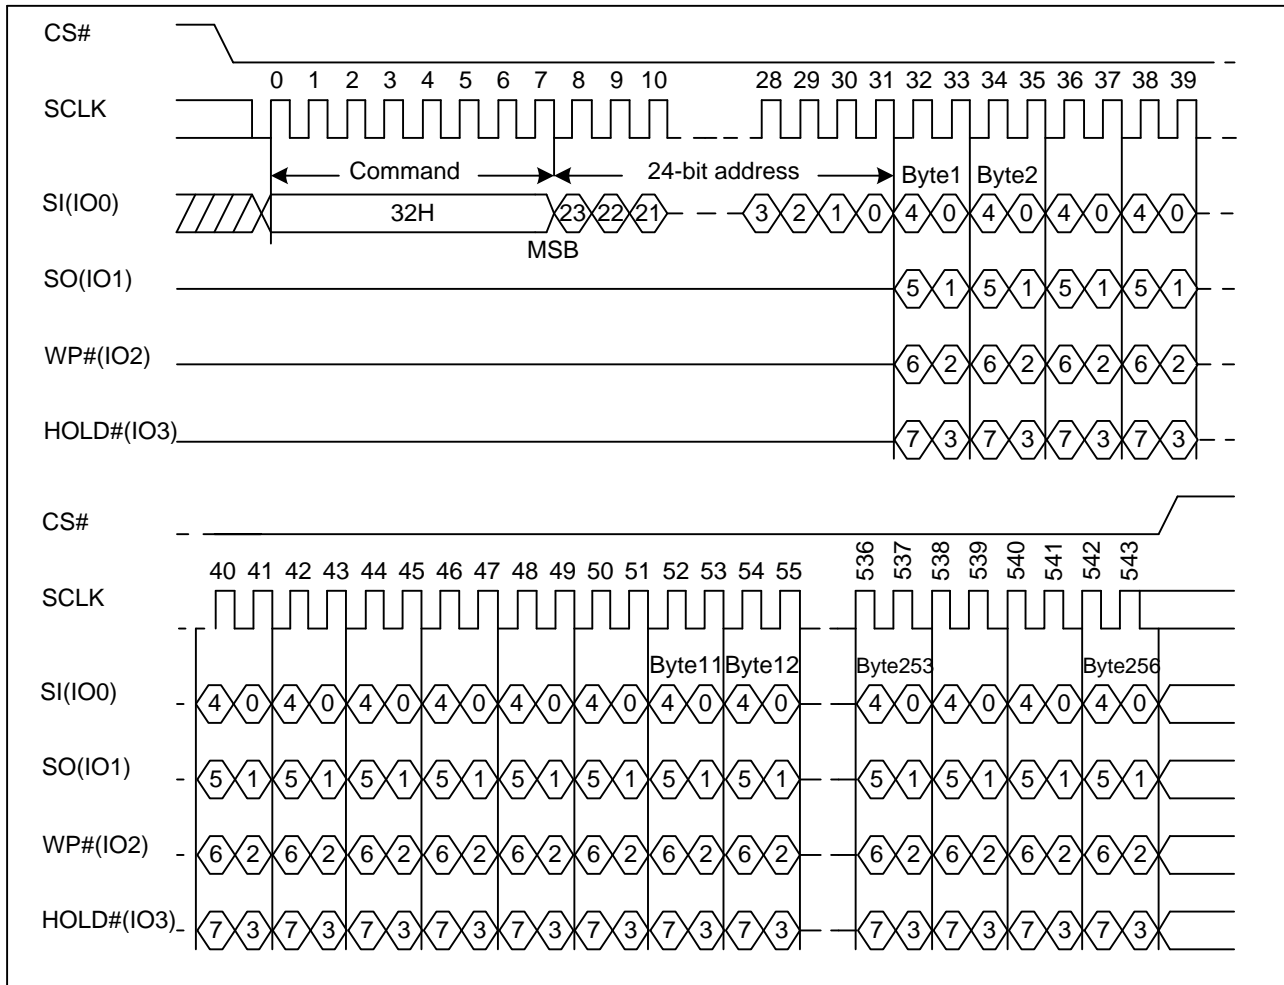 CS#
0 1 2 3 4 5 6 7 8 9 10 28 29 30 31 32 33 34 35 36 37 38 39
SCLK
Command 24-bit address Byte1 Byte2
SI(IO0) 32H 23 22 21 3 2 1 0 4 0 4 0 4 0 4 0
MSB
SO(IO1) 5 1 5 1 5 1 5 1
WP#(IO2) 6 2 6 2 6 2 6 2
HOLD#(IO3) 7 3 7 3 7 3 7 3
CS#
40 41 42 43 44 45 46 47 48 49 50 51 52 53 54 55 536 537 538 539 540 541 542 543
SCLK
Byte11 Byte12 Byte253 Byte256
SI(IO0) 4 0 4 0 4 0 4 0 4 0 4 0 4 0 4 0 4 0 4 0 4 0 4 0
SO(IO1) 5 1 5 1 5 1 5 1 5 1 5 1 5 1 5 1 5 1 5 1 5 1 5 1
WP#(IO2) 6 2 6 2 6 2 6 2 6 2 6 2 6 2 6 2 6 2 6 2 6 2 6 2
HOLD#(IO3) 7 3 7 3 7 3 7 3 7 3 7 3 7 3 7 3 7 3 7 3 7 3 7 3